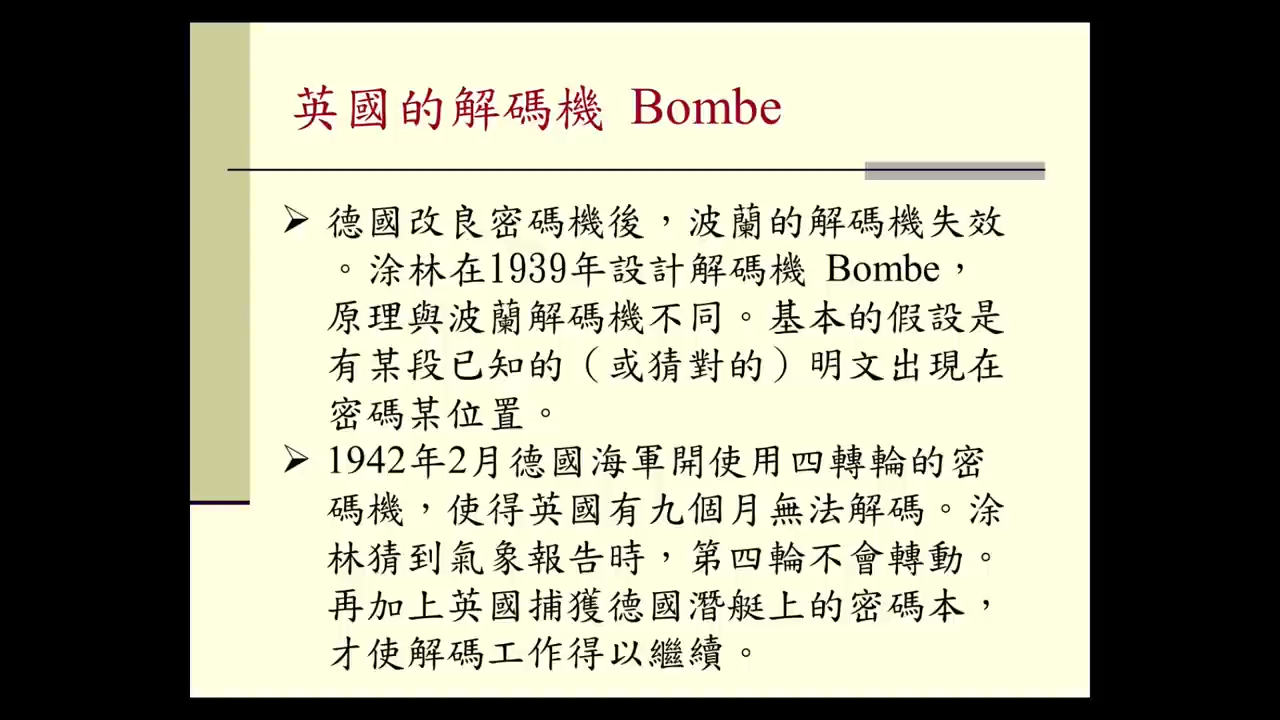 英國的解碼機 Bombe
➢ 德國改良密碼機後，波蘭的解碼機失效
。涂林在1939年設計解碼機 Bombe，
原理與波蘭解碼機不同。基本的假設是
有某段已知的（或猜對的）明文出現在
密碼某位置。
➢ 1942年2月德國海軍開使用四轉輪的密
碼機，使得英國有九個月無法解碼。涂
林猜到氣象報告時，第四輪不會轉動。
再加上英國捕獲德國潛艇上的密碼本，
才使解碼工作得以繼續。